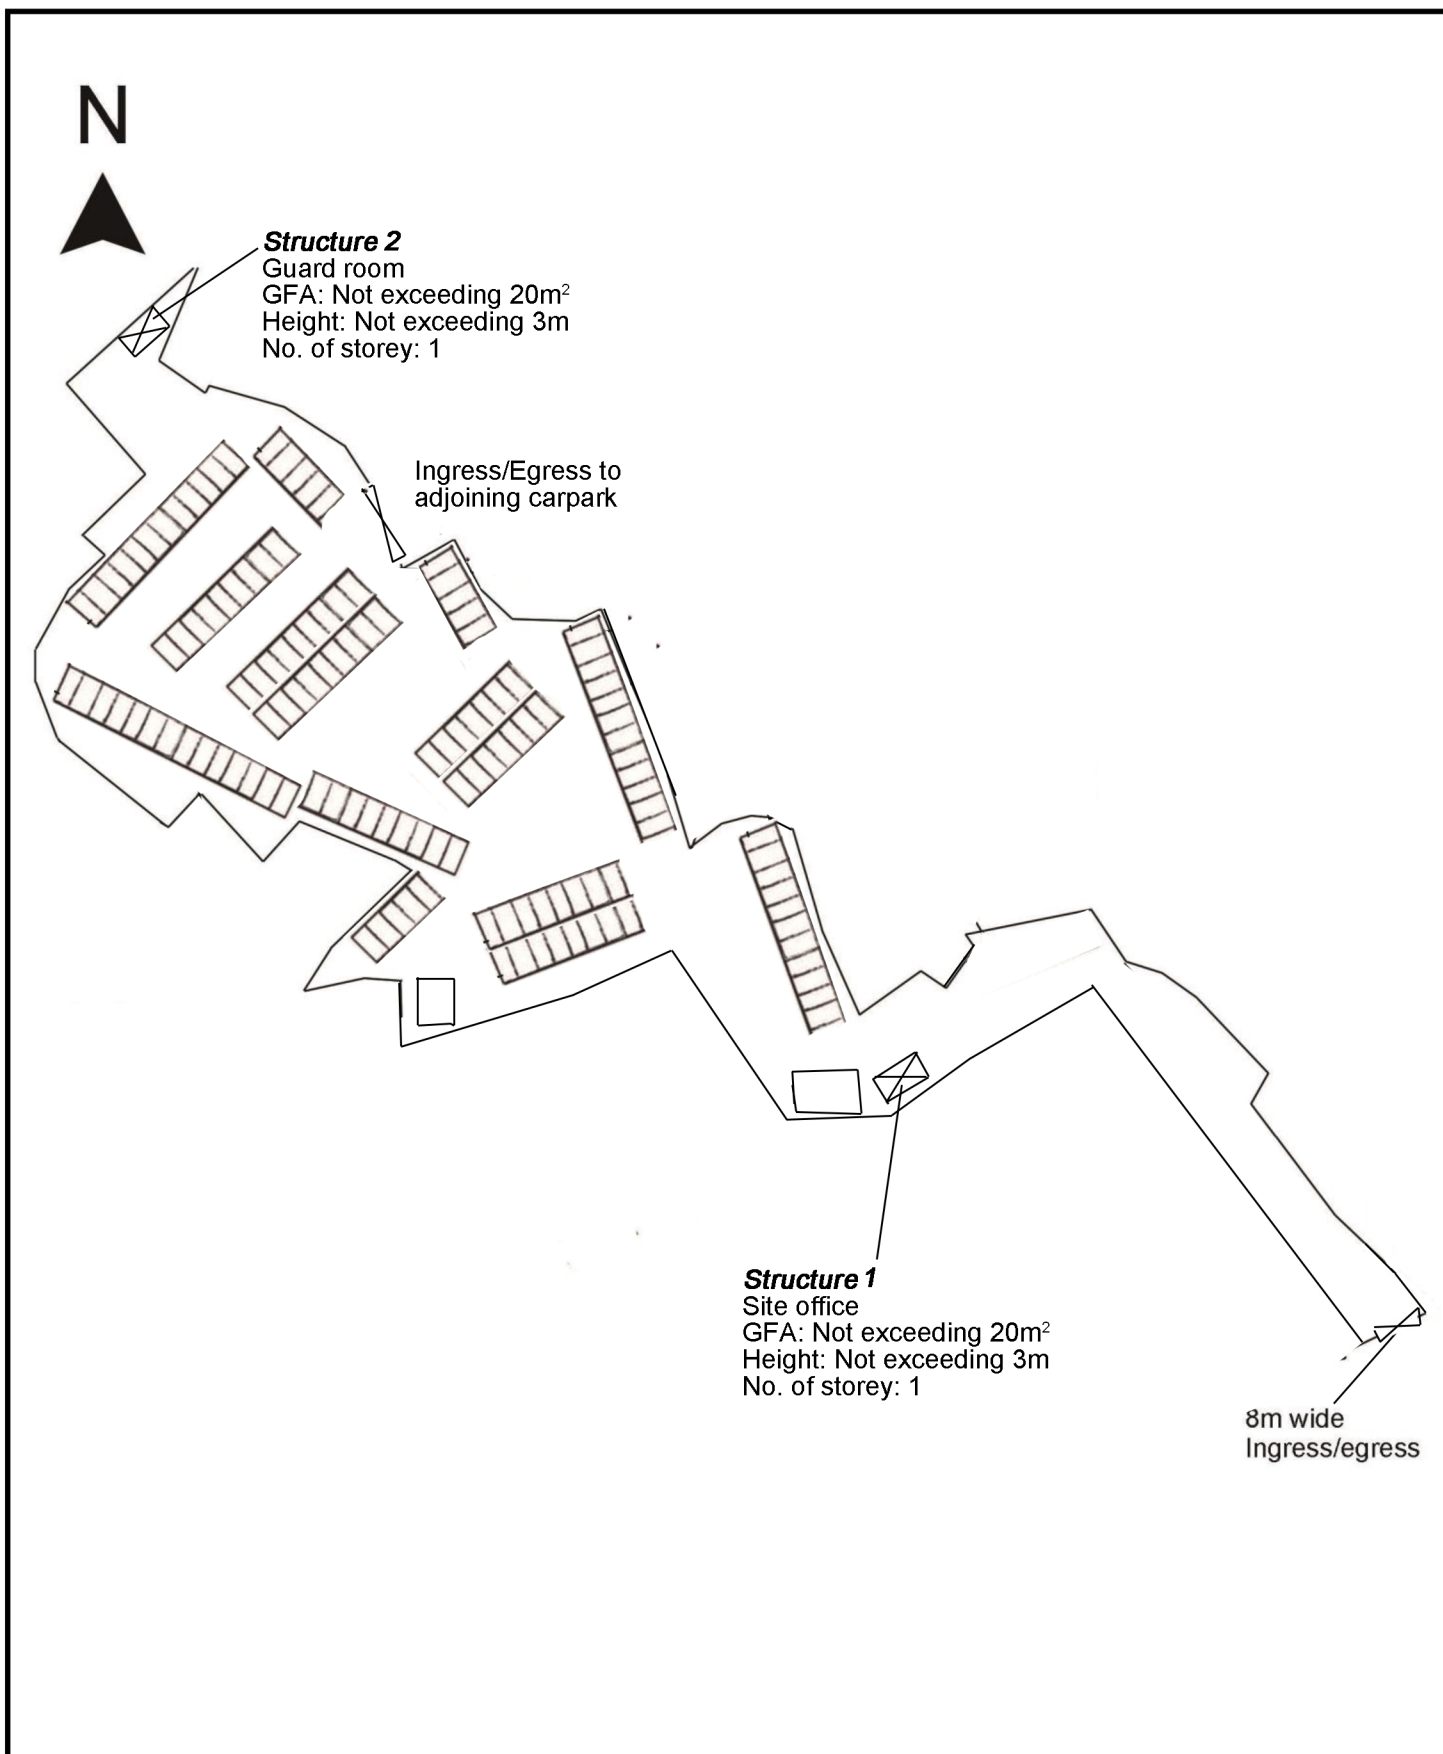 N
Structure 2
Guard room
GFA: Not exceeding 20m²
Height: Not exceeding 3m
No. of storey: 1
Ingress/Egress to
adjoining carpark
Structure 1
Site office
GFA: Not exceeding 20m²
Height: Not exceeding 3m
No. of storey: 1
8m wide
Ingress/egress